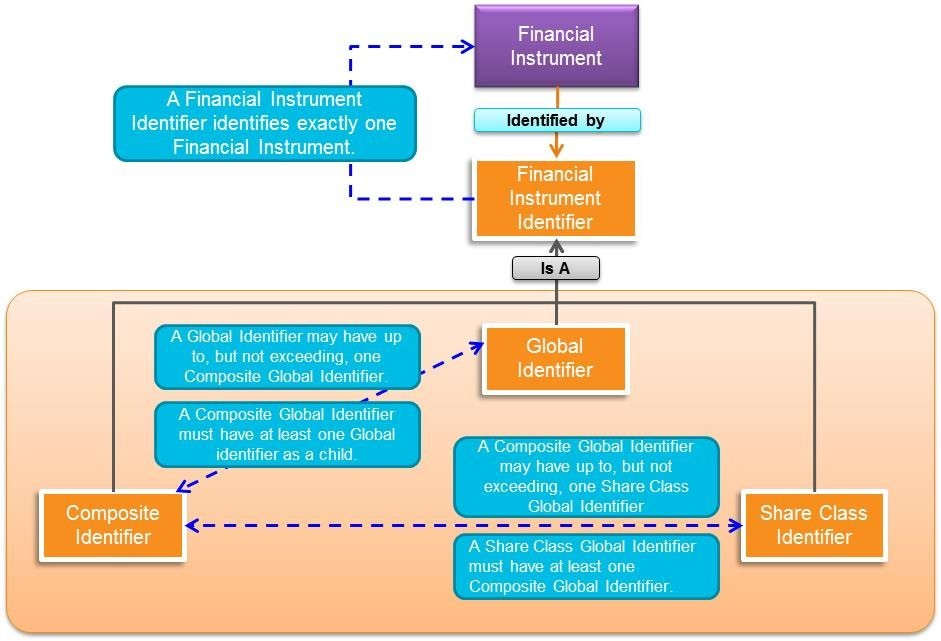 Financial
Instrument
A Financial Instrument
Identifier identifies exactly one
Financial Instrument.
Identified by
Financial
Instrument
Identifier
Is A
A Global Identifier may have up
to, but not exceeding, one
Composite Global Identifier.
Global
Identifier
A Composite Global Identifier
must have at least one Global
identifier as a child.
A Composite Global Identifier
may have up to, but not
exceeding, one Share Class
Global Identifier
Composite
Identifier
Share Class
Identifier
A Share Class Global Identifier
must have at least one
Composite Global Identifier.